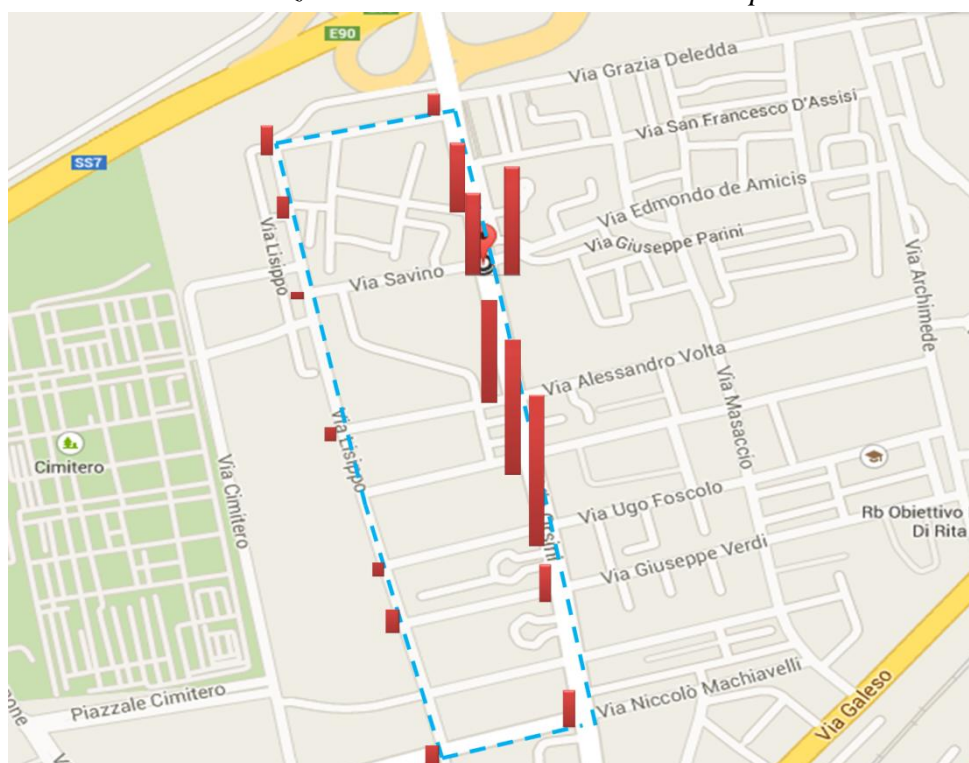 E90
Via Grazia Deledda
Via San Francesco D'Assisi
SS7
Via Edmondo de Amicis
Via Giuseppe Parini
Via Lisippo
Via Savino
Via Archimede
Via Alessandro Volta
Via Masaccio
Via Lisippo
Cimitero
Via Cimitero
Via Ugo Foscolo
Rb Obiettivo
Di Rita
Orsini
Via Giuseppe Verdi
Via Niccolò Machiavelli
Piazzale Cimitero
Via Galeso